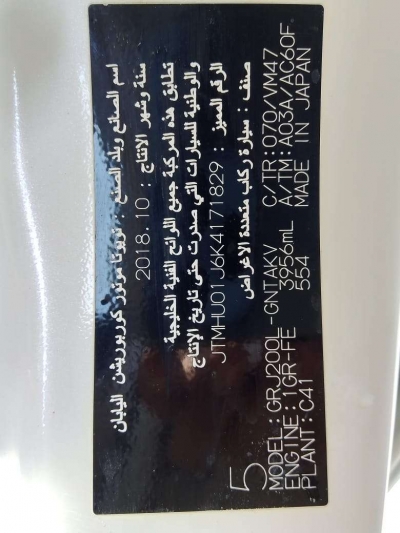 اسم الصانع وبلد الصنع : تويوتا موتور كوربوريشن اليابان
سنة وشهر الإنتاج : 2018.10
تطابق هذه المركبة جميع اللوائح الفنية الخليجية
والوطنية للسيارات التي صدرت حتى تاريخ الإنتاج
الرقم المميز : JTMHU01J6K4171829
صنف : سيارة ركاب متعددة الاغراض
5
MODEL:GRJ200L-GNTAKV C/TR:070/VM47
ENGINE:1GR-FE 3956mL A/TM:A03A/AC60F
PLANT:C41 554 MADE IN JAPAN